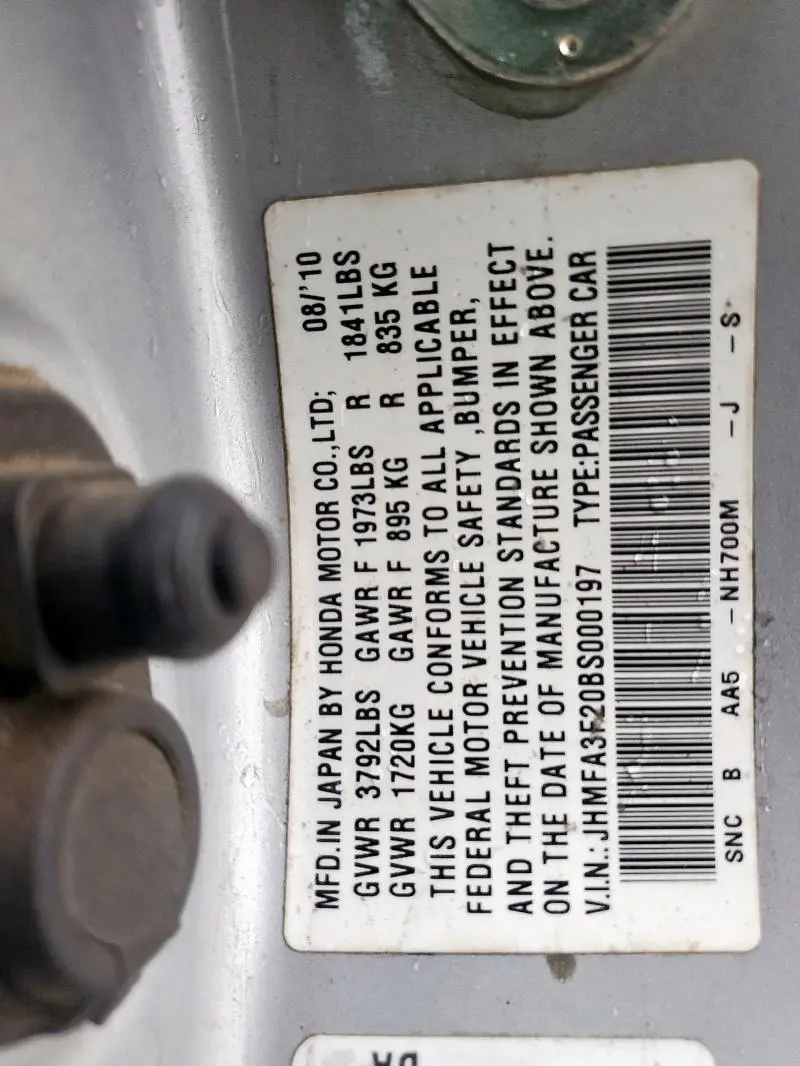 MFD.IN JAPAN BY HONDA MOTOR CO.,LTD; 08/'10
GVWR 3792LBS GAWR F 1973LBS R 1841LBS
GVWR 1720KG GAWR F 895 KG R 835 KG
THIS VEHICLE CONFORMS TO ALL APPLICABLE
FEDERAL MOTOR VEHICLE SAFETY ,BUMPER,
AND THEFT PREVENTION STANDARDS IN EFFECT
ON THE DATE OF MANUFACTURE SHOWN ABOVE.
V.I.N.:JHMFA3F20BS000197 TYPE:PASSENGER CAR
SNC B AA5 -NH700M -J -S